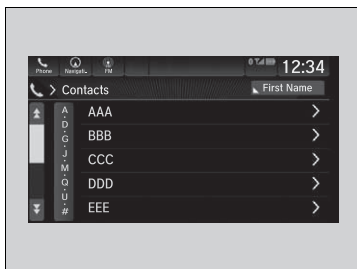 Phone Navigati.. FM 12:34
Contacts First Name
A
D
G
J
M
Q
U
#
AAA
BBB
CCC
DDD
EEE